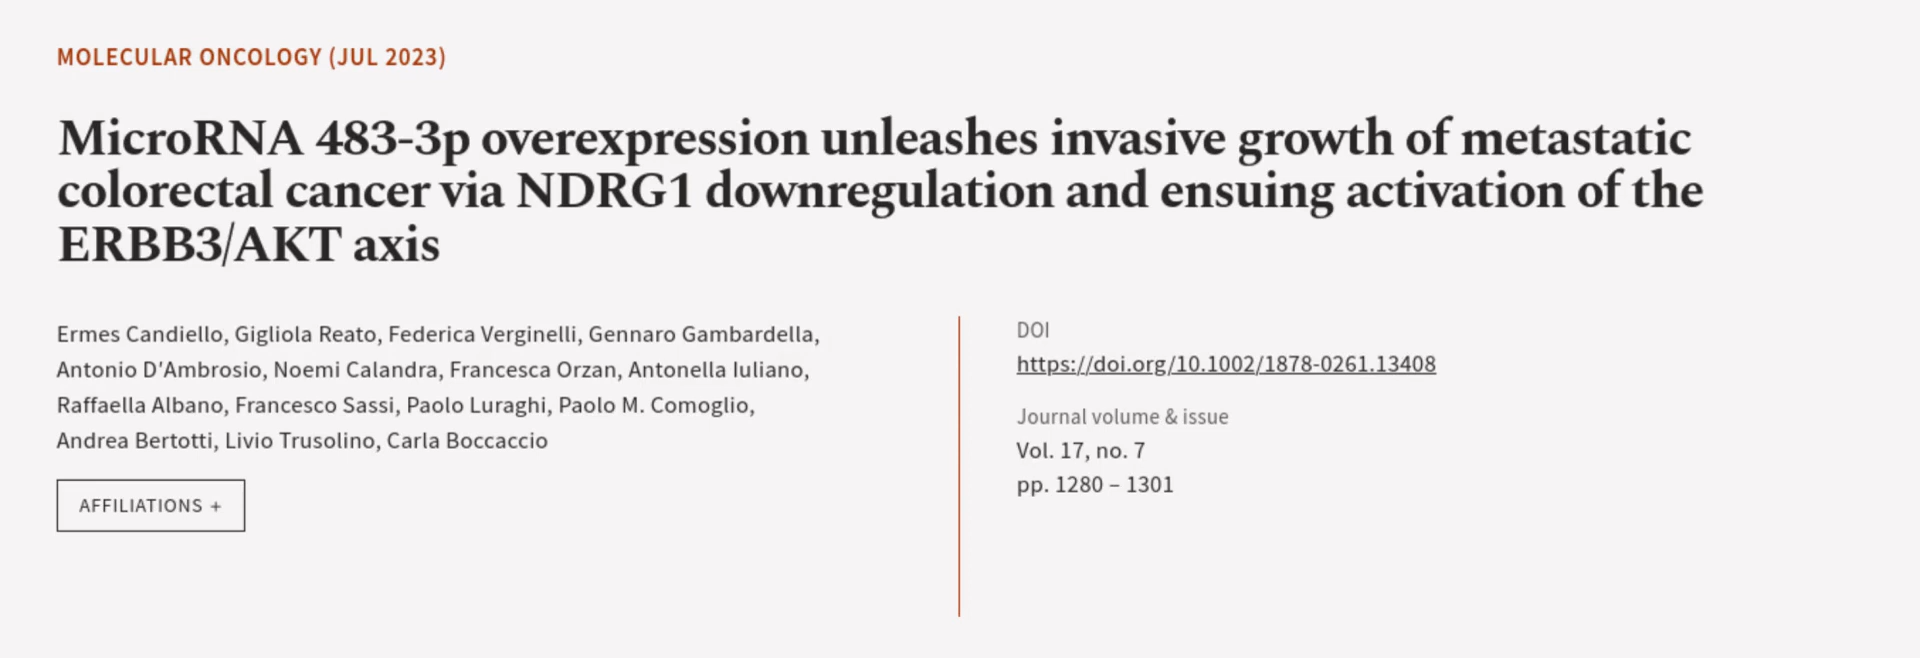 MOLECULAR ONCOLOGY (JUL 2023)
MicroRNA 483-3p overexpression unleashes invasive growth of metastatic
colorectal cancer via NDRG1 downregulation and ensuing activation of the
ERBB3/AKT axis
Ermes Candiello, Gigliola Reato, Federica Verginelli, Gennaro Gambardella,
Antonio D'Ambrosio, Noemi Calandra, Francesca Orzan, Antonella Iuliano,
Raffaella Albano, Francesco Sassi, Paolo Luraghi, Paolo M. Comoglio,
Andrea Bertotti, Livio Trusolino, Carla Boccaccio
AFFILIATIONS +
DOI
https://doi.org/10.1002/1878-0261.13408
Journal volume & issue
Vol. 17, no. 7
pp. 1280 – 1301